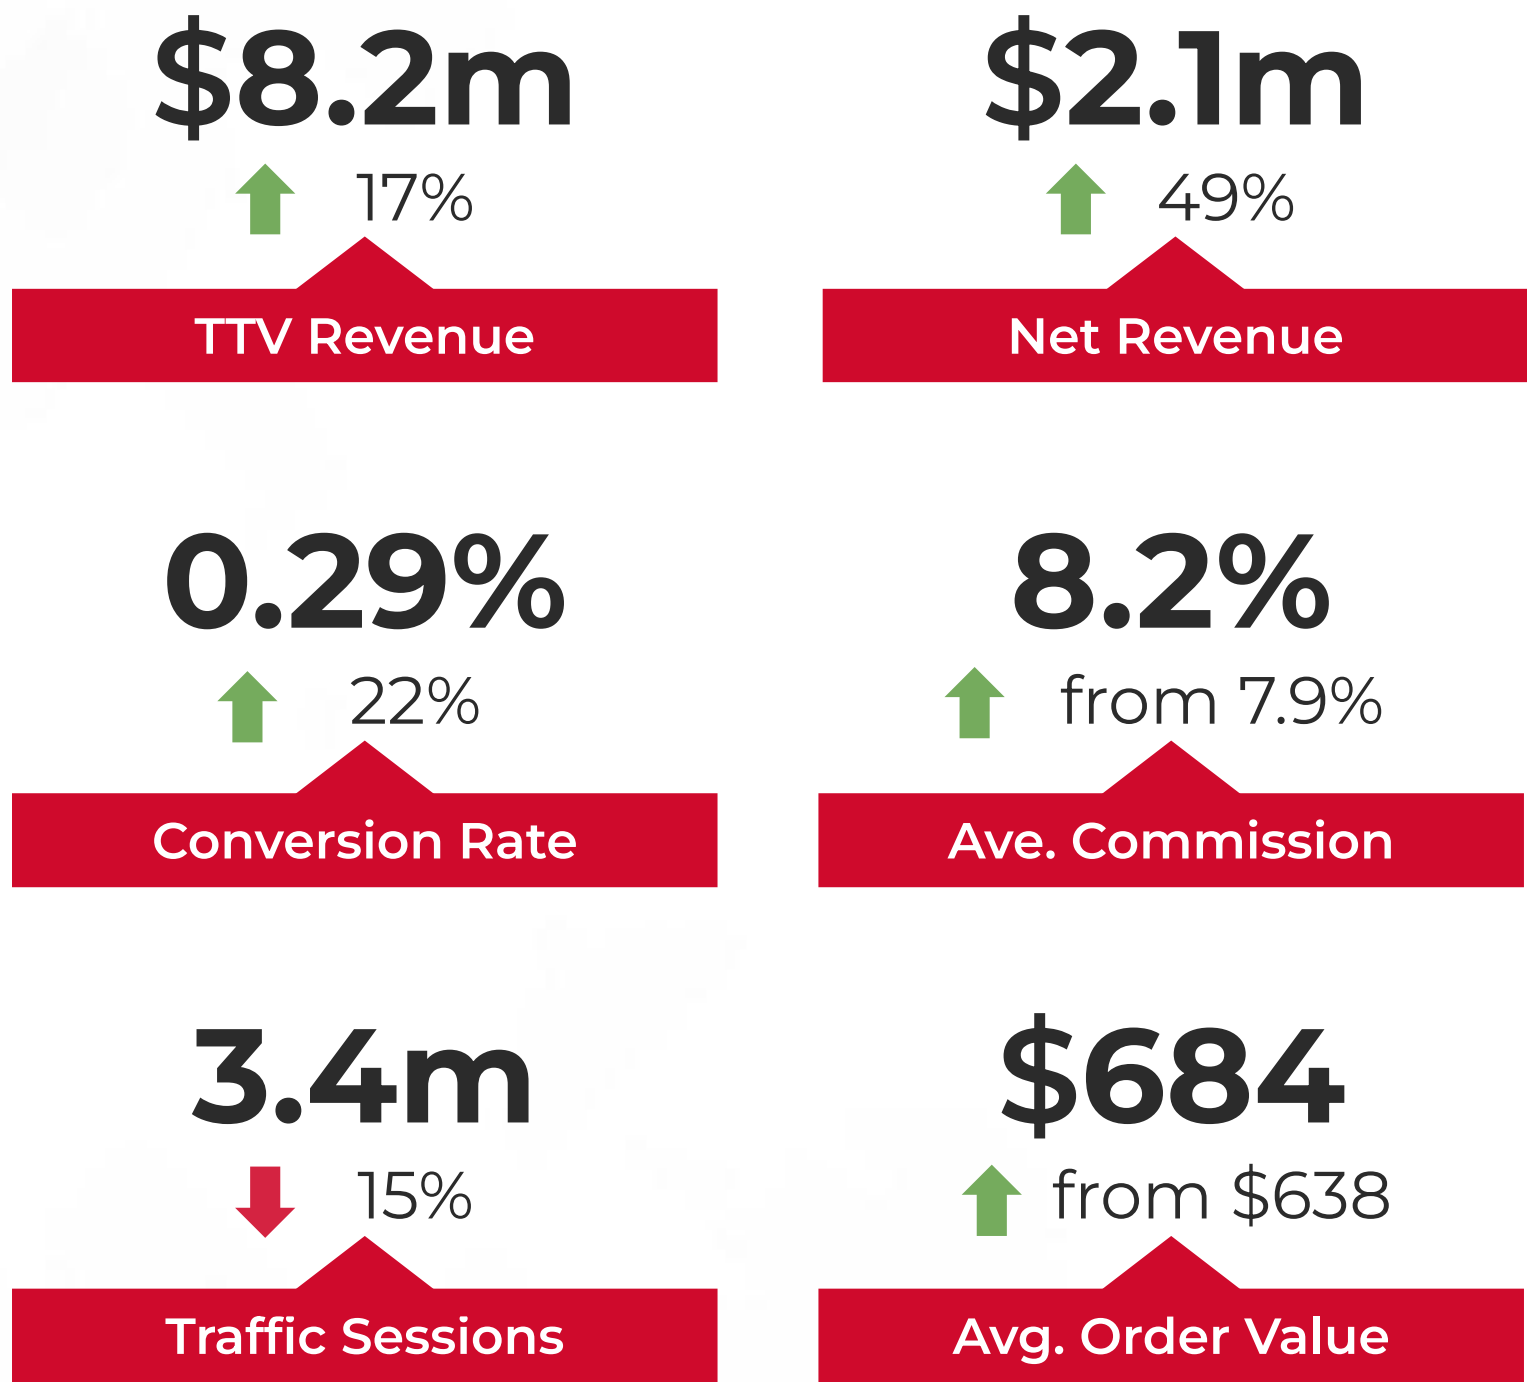 $8.2m
17%
TTV Revenue
$2.1m
49%
Net Revenue
0.29%
22%
Conversion Rate
8.2%
from 7.9%
Ave. Commission
3.4m
15%
Traffic Sessions
$684
from $638
Avg. Order Value